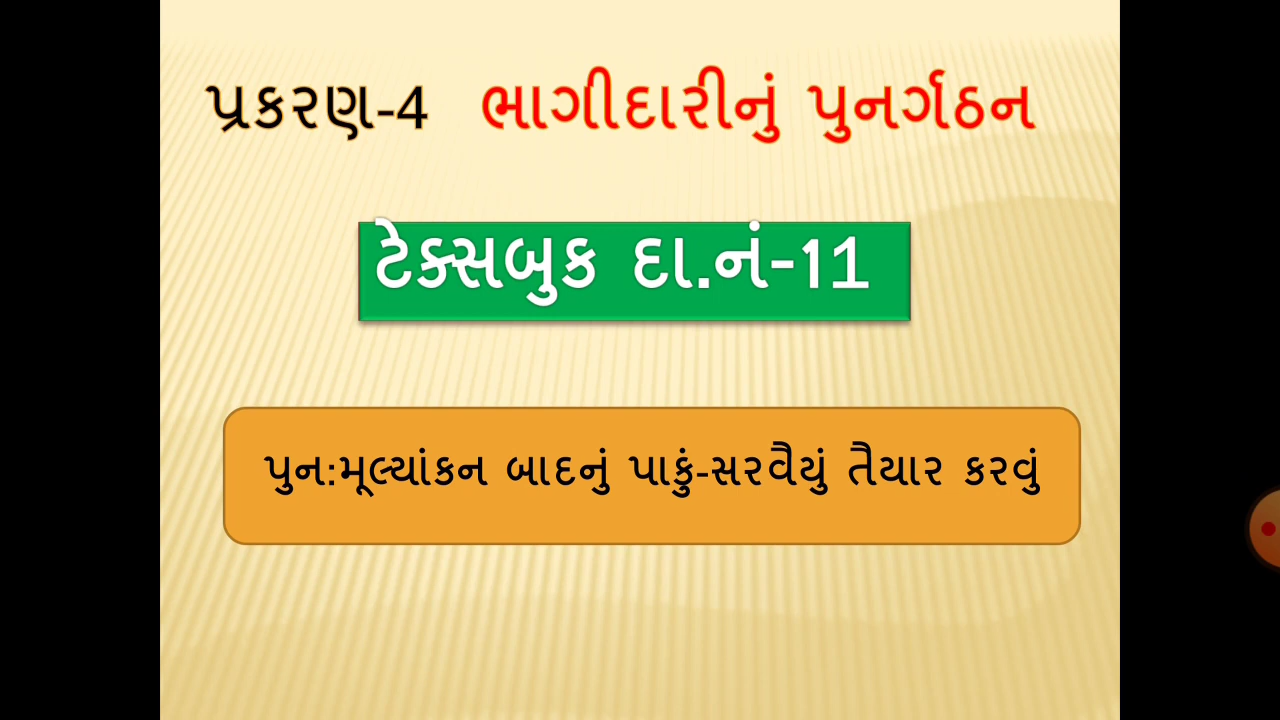 પ્રકરણ-4 ભાગીદારીનું પુનર્ગઠન
ટેક્સબુક દા.નં-11
પુન:મૂલ્યાંકન બાદનું પાકું-સરવૈયું તૈયાર કરવું